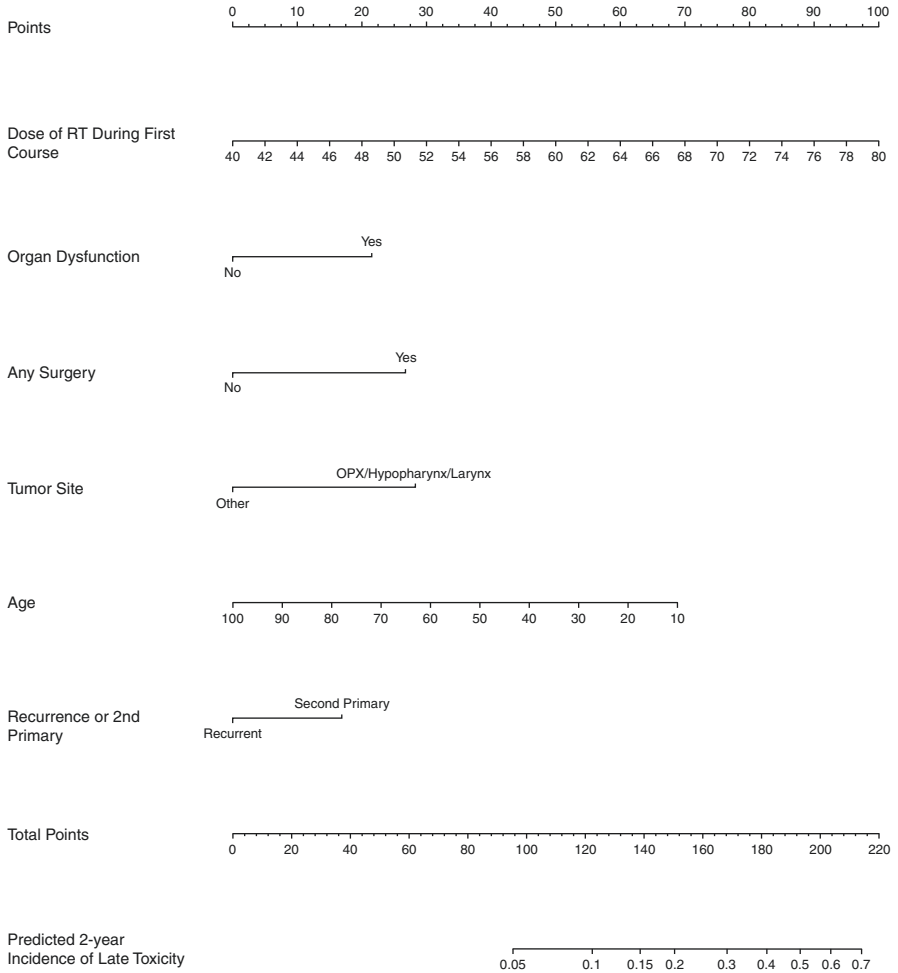 0 10 20 30 40 50 60 70 80 90 100
Points
Dose of RT During First
Course
40 42 44 46 48 50 52 54 56 58 60 62 64 66 68 70 72 74 76 78 80
Yes
Organ Dysfunction
No
Yes
Any Surgery
No
OPX/Hypopharynx/Larynx
Tumor Site
Other
Age
100 90 80 70 60 50 40 30 20 10
Second Primary
Recurrence or 2nd
Primary
Recurrent
Total Points
0 20 40 60 80 100 120 140 160 180 200 220
Predicted 2-year
Incidence of Late Toxicity
0.05 0.1 0.15 0.2 0.3 0.4 0.5 0.6 0.7